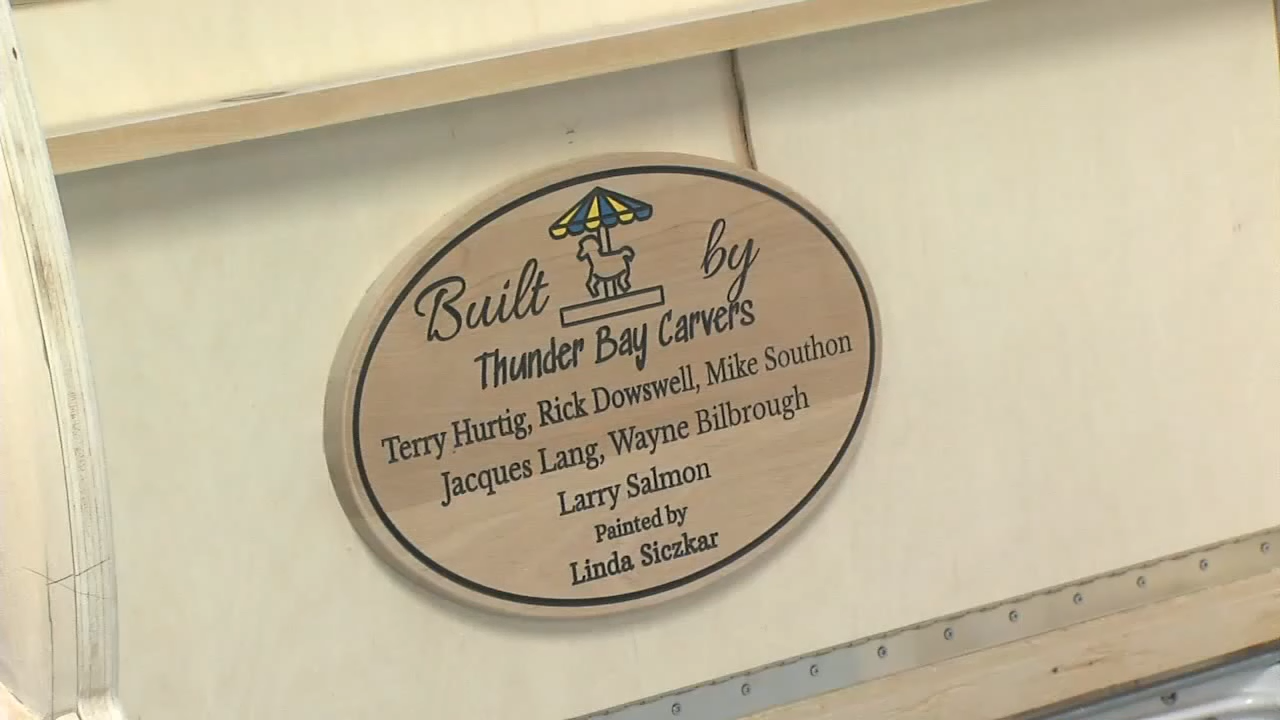 Built by
Thunder Bay Carvers
Terry Hurtig, Rick Dowswell, Mike Southon
Jacques Lang, Wayne Bilbrough
Larry Salmon
Painted by
Linda Siczkar